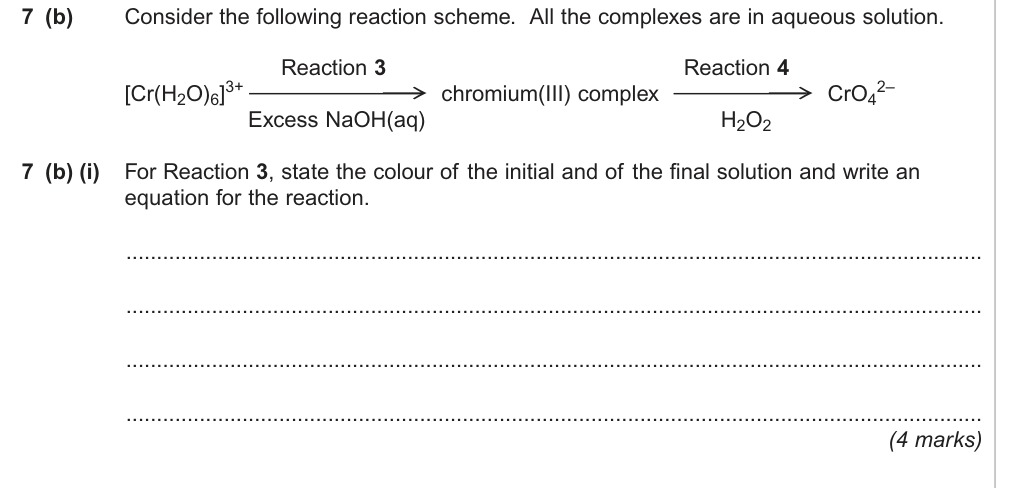 7 (b) Consider the following reaction scheme. All the complexes are in aqueous solution.
Reaction 3 Reaction 4
[Cr(H₂O)₆]³⁺ chromium(III) complex CrO₄²⁻
Excess NaOH(aq) H₂O₂
7 (b) (i) For Reaction 3, state the colour of the initial and of the final solution and write an
equation for the reaction.
(4 marks)